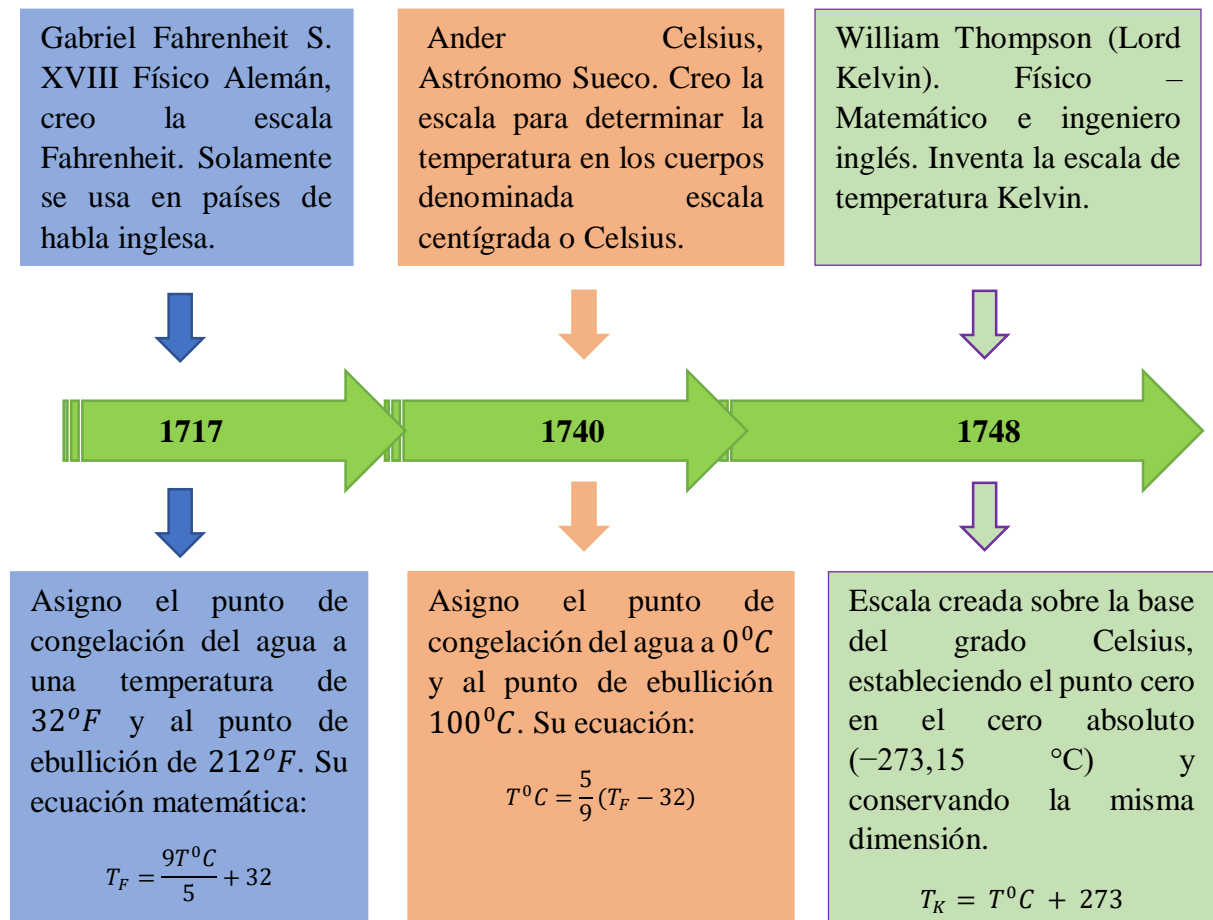 Gabriel Fahrenheit S.
XVIII Físico Alemán,
creo la escala
Fahrenheit. Solamente
se usa en países de
habla inglesa.
Ander Celsius,
Astrónomo Sueco. Creo la
escala para determinar la
temperatura en los cuerpos
denominada escala
centígrada o Celsius.
William Thompson (Lord
Kelvin). Físico –
Matemático e ingeniero
inglés. Inventa la escala de
temperatura Kelvin.
1717
1740
1748
Asigno el punto de
congelación del agua a
una temperatura de
32°F y al punto de
ebullición de 212°F. Su
ecuación matemática:
T_F = 9T⁰C/5 + 32
Asigno el punto de
congelación del agua a 0⁰C
y al punto de ebullición
100⁰C. Su ecuación:
T⁰C = 5/9 (T_F − 32)
Escala creada sobre la base
del grado Celsius,
estableciendo el punto cero
en el cero absoluto
(−273,15 °C) y
conservando la misma
dimensión.
T_K = T⁰C + 273